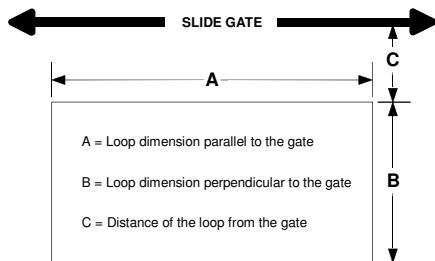 SLIDE GATE
C
A
A = Loop dimension parallel to the gate
B = Loop dimension perpendicular to the gate
B
C = Distance of the loop from the gate